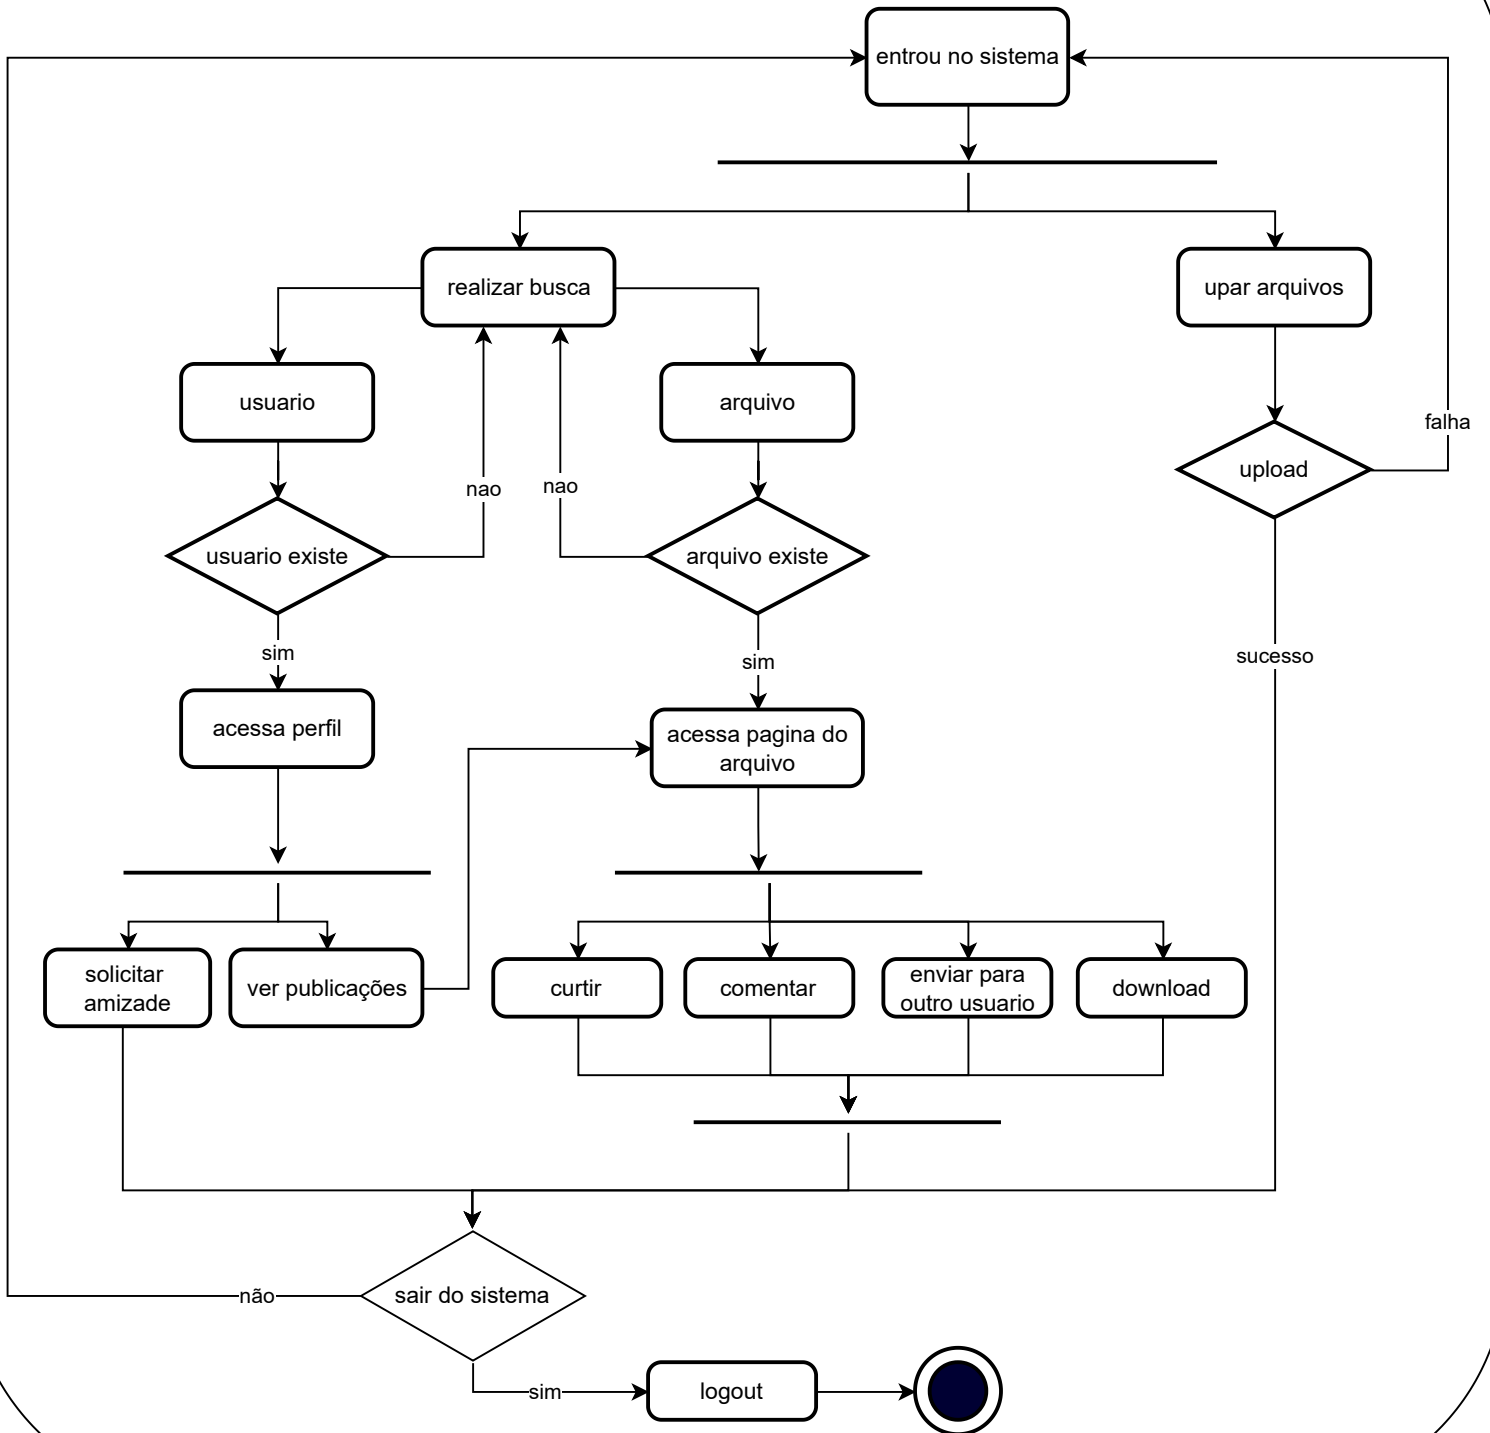 entrou no sistema
realizar busca
upar arquivos
usuario
arquivo
falha
upload
nao
nao
usuario existe
arquivo existe
sim
sim
sucesso
acessa perfil
acessa pagina do
arquivo
solicitar
amizade
ver publicações
curtir
comentar
enviar para
outro usuario
download
sair do sistema
não
sim
logout